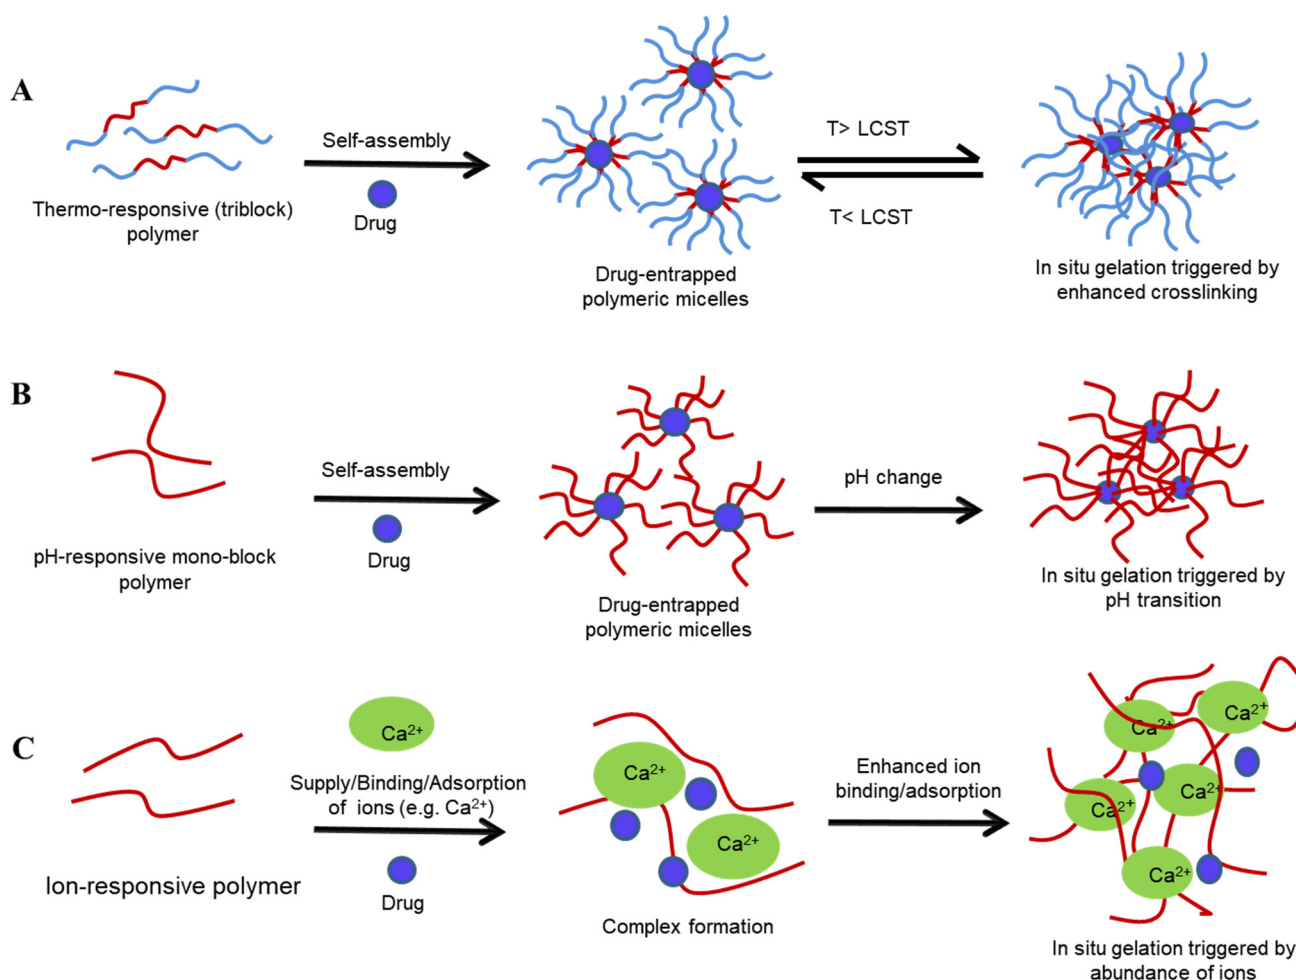 A
Thermo-responsive (triblock)
polymer
Self-assembly
Drug
Drug-entrapped
polymeric micelles
T> LCST
T< LCST
In situ gelation triggered by
enhanced crosslinking
B
pH-responsive mono-block
polymer
Self-assembly
Drug
Drug-entrapped
polymeric micelles
pH change
In situ gelation triggered by
pH transition
C
Ion-responsive polymer
Ca²⁺
Supply/Binding/Adsorption
of ions (e.g. Ca²⁺)
Drug
Ca²⁺
Ca²⁺
Complex formation
Enhanced ion
binding/adsorption
Ca²⁺
Ca²⁺
Ca²⁺
Ca²⁺
Ca²⁺
In situ gelation triggered by
abundance of ions